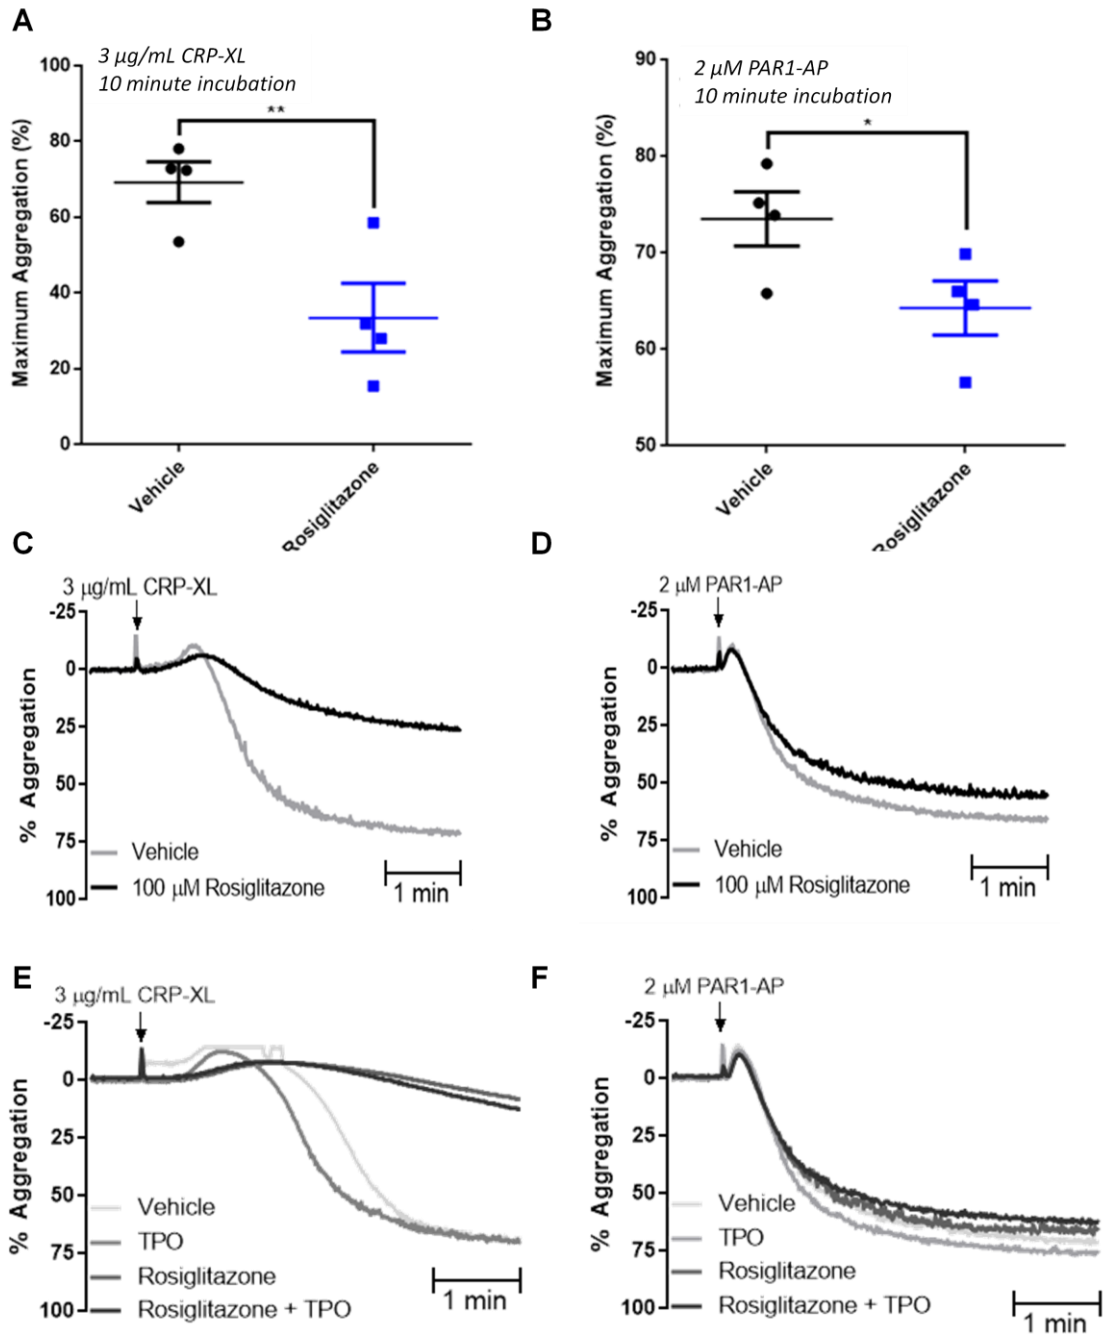 A
3 µg/mL CRP-XL
10 minute incubation
**
Maximum Aggregation (%)
100
80
60
40
20
0
Vehicle
Rosiglitazone
B
2 µM PAR1-AP
10 minute incubation
*
Maximum Aggregation (%)
90
80
70
60
50
Vehicle
Rosiglitazone
C
3 µg/mL CRP-XL
% Aggregation
-25
0
25
50
75
100
Vehicle
100 µM Rosiglitazone
1 min
D
2 µM PAR1-AP
% Aggregation
-25
0
25
50
75
100
Vehicle
100 µM Rosiglitazone
1 min
E
3 µg/mL CRP-XL
% Aggregation
-25
0
25
50
75
100
Vehicle
TPO
Rosiglitazone
Rosiglitazone + TPO
1 min
F
2 µM PAR1-AP
% Aggregation
-25
0
25
50
75
100
Vehicle
TPO
Rosiglitazone
Rosiglitazone + TPO
1 min